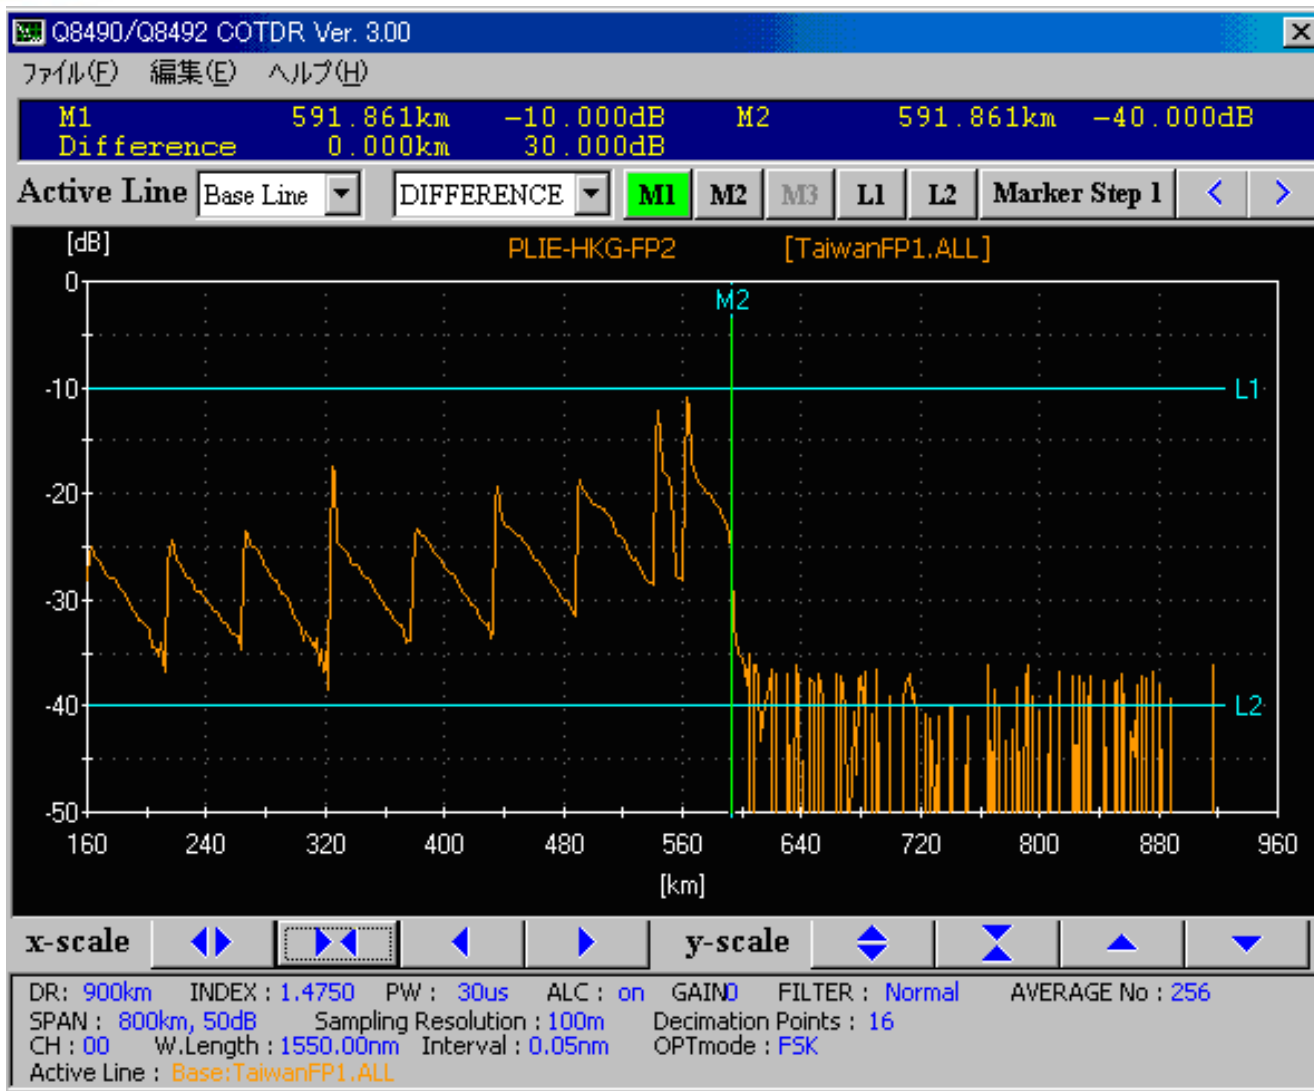 Q8490/Q8492 COTDR Ver. 3.00
ファイル(F) 編集(E) ヘルプ(H)
M1 591.861km -10.000dB M2 591.861km -40.000dB
Difference 0.000km 30.000dB
Active Line Base Line DIFFERENCE M1 M2 M3 L1 L2 Marker Step 1 < >
[dB] PLIE-HKG-FP2 [TaiwanFP1.ALL]
0
M2
-10 L1
-20
-30
-40 L2
-50
160 240 320 400 480 560 640 720 800 880 960
[km]
x-scale y-scale
DR: 900km INDEX : 1.4750 PW : 30us ALC : on GAIN0 FILTER : Normal AVERAGE No : 256
SPAN : 800km, 50dB Sampling Resolution : 100m Decimation Points : 16
CH : 00 W.Length : 1550.00nm Interval : 0.05nm OPTmode : FSK
Active Line : Base:TaiwanFP1.ALL